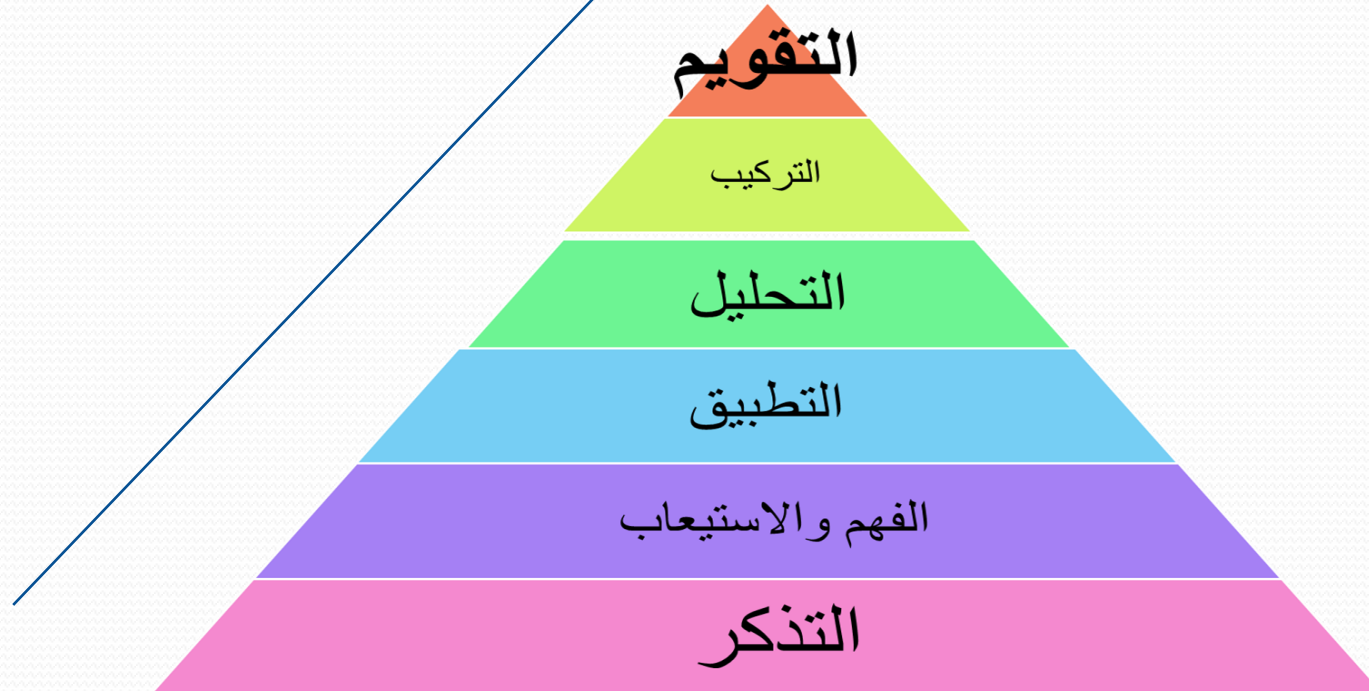 التقويم
التركيب
التحليل
التطبيق
الفهم والاستيعاب
التذكر